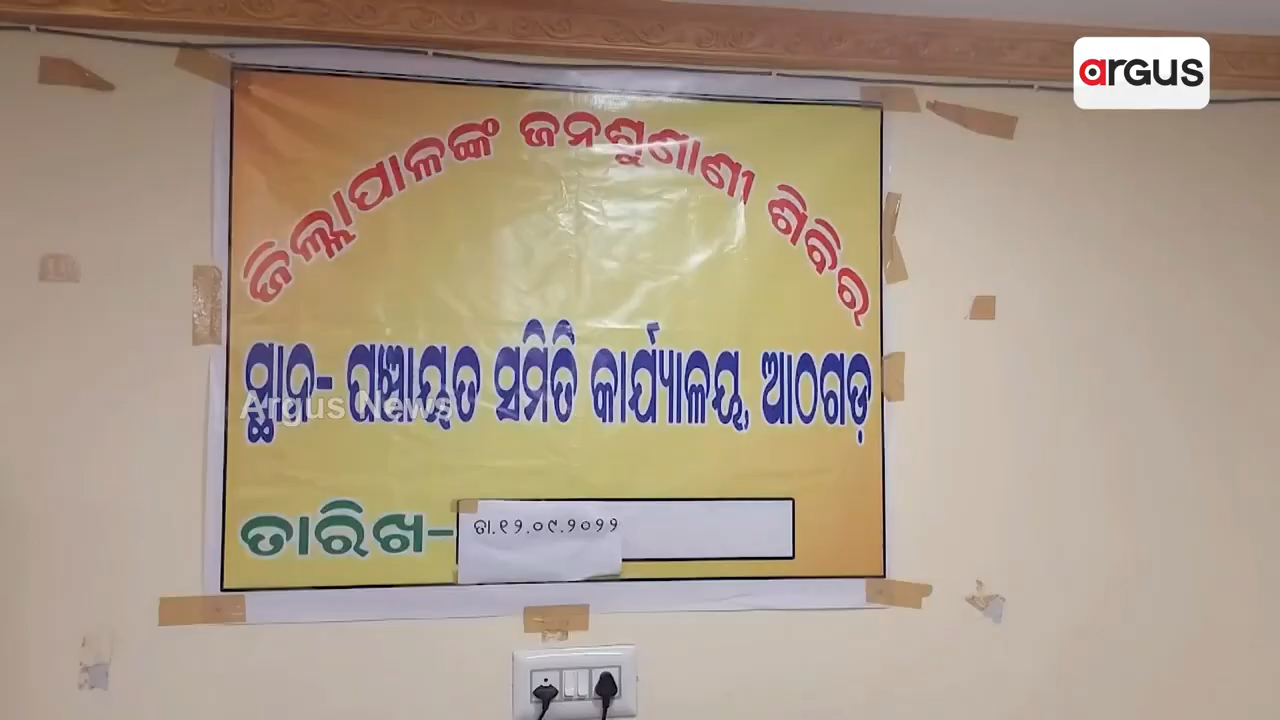 argus
ଜିଲ୍ଲାପାଳଙ୍କ ଜନଶୁଣାଣୀ ଶିବିର
ସ୍ଥାନ- ପଞ୍ଚାୟତ ସମିତି କାର୍ଯ୍ୟାଳୟ, ଆଠଗଡ଼
Argus News
ତାରିଖ-
ତା.୧୨.୦୯.୨୦୨୨